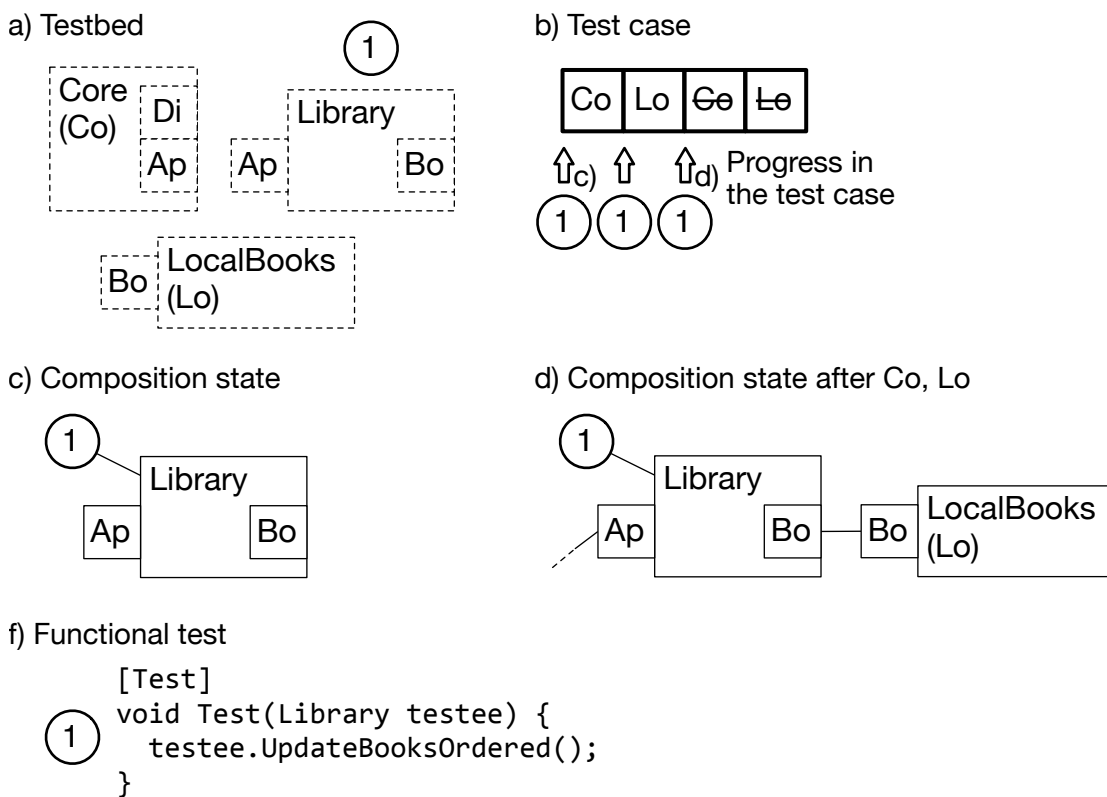 a) Testbed
1
Core
(Co)
Di
Ap
Ap
Library
Bo
Bo
LocalBooks
(Lo)
b) Test case
Co Lo Co Lo
c) d) Progress in
the test case
1 1 1
c) Composition state
1
Library
Ap
Bo
d) Composition state after Co, Lo
1
Library
Ap
Bo
Bo
LocalBooks
(Lo)
f) Functional test
[Test]
void Test(Library testee) {
1
testee.UpdateBooksOrdered();
}